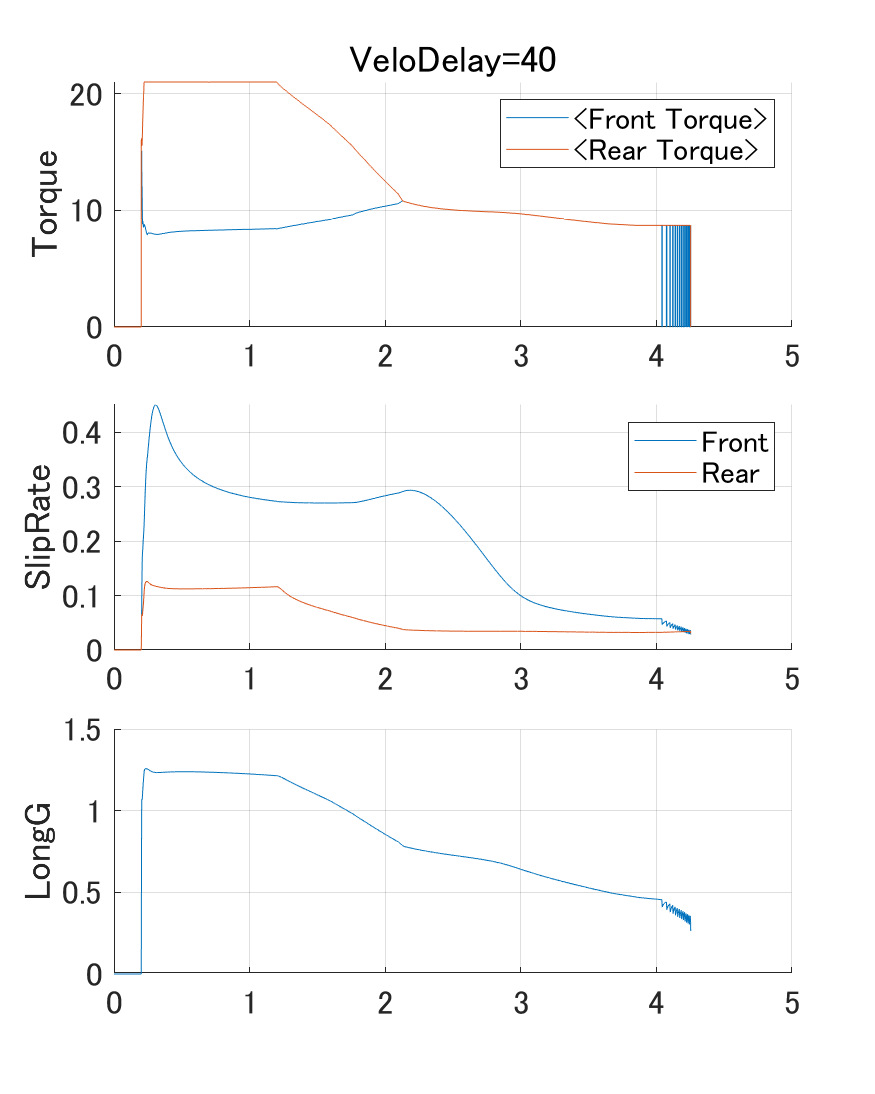 VeloDelay=40
Torque
20
10
0
<Front Torque>
<Rear Torque>
0 1 2 3 4 5
SlipRate
0.4
0.3
0.2
0.1
0
Front
Rear
0 1 2 3 4 5
LongG
1.5
1
0.5
0
0 1 2 3 4 5